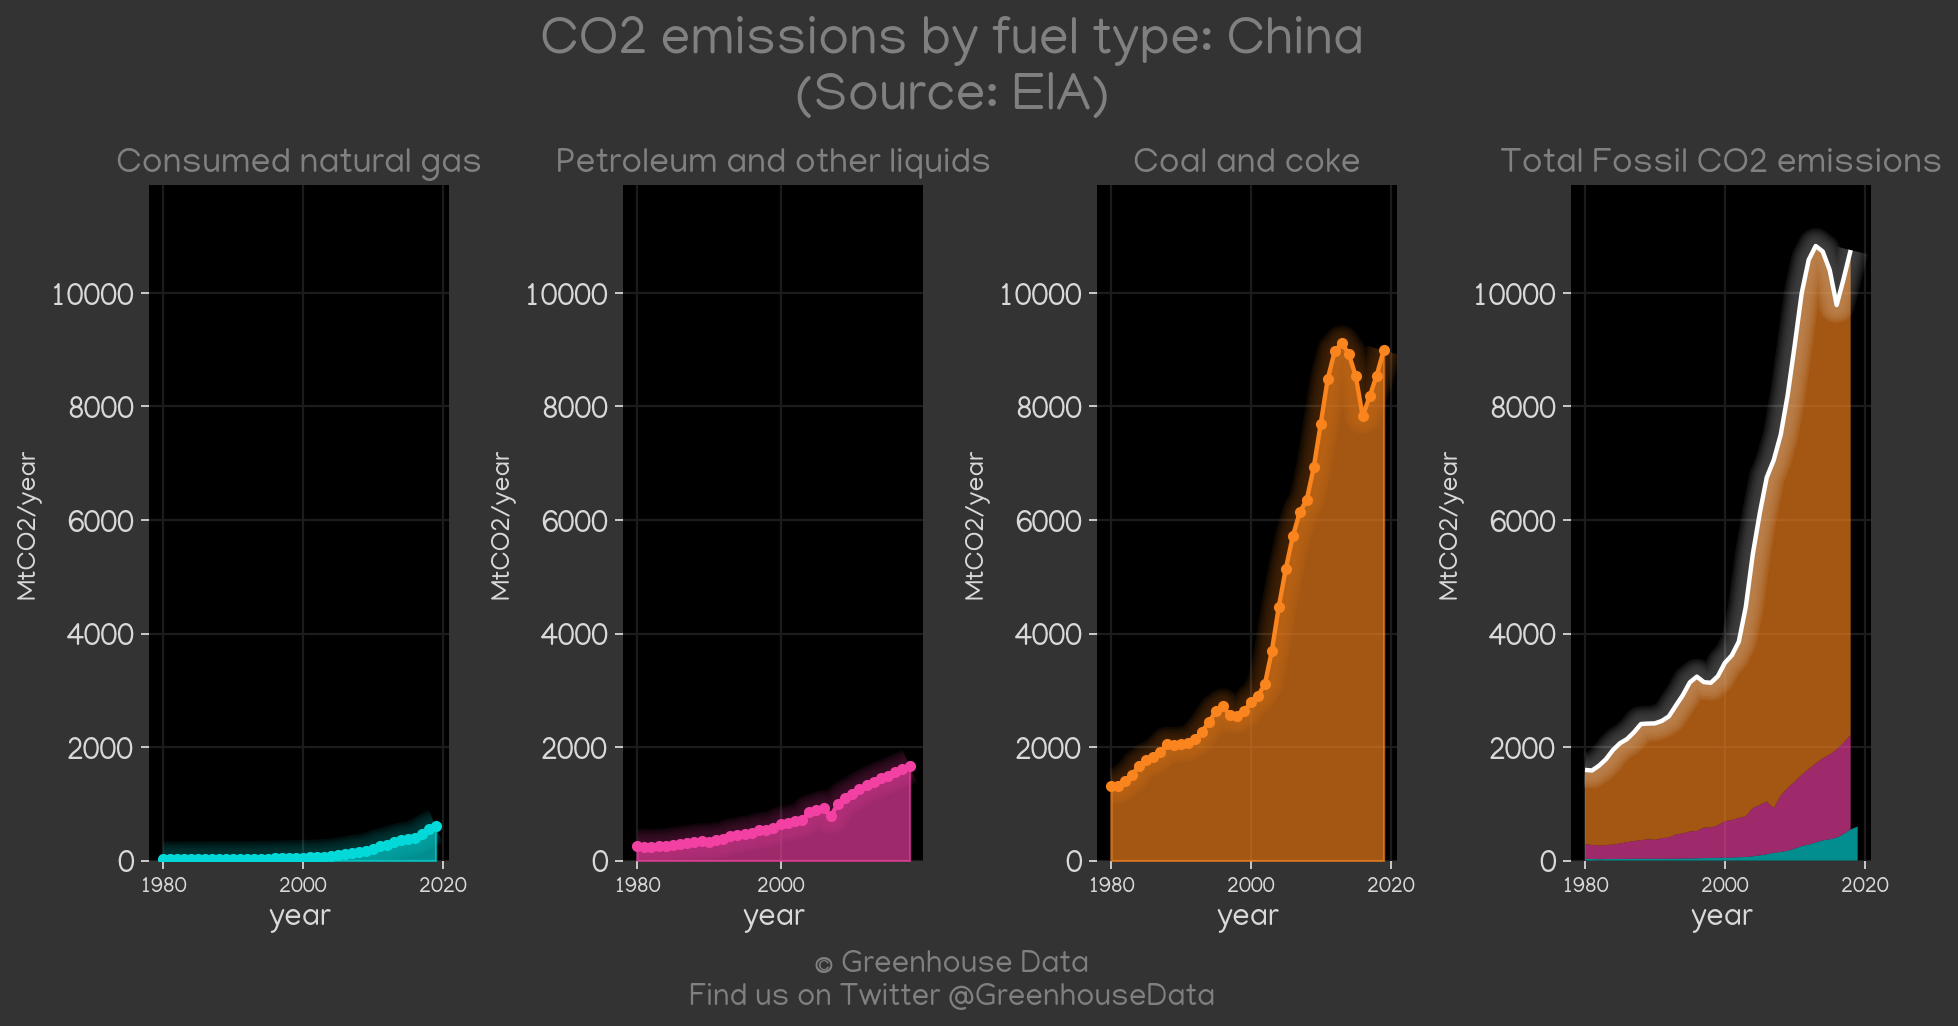 CO2 emissions by fuel type: China
(Source: EIA)
Consumed natural gas
Petroleum and other liquids
Coal and coke
Total Fossil CO2 emissions
MtCO2/year
10000
8000
6000
4000
2000
0
1980
2000
2020
year
MtCO2/year
10000
8000
6000
4000
2000
0
1980
2000
year
MtCO2/year
10000
8000
6000
4000
2000
0
1980
2000
2020
year
MtCO2/year
10000
8000
6000
4000
2000
0
1980
2000
2020
year
© Greenhouse Data
Find us on Twitter @GreenhouseData